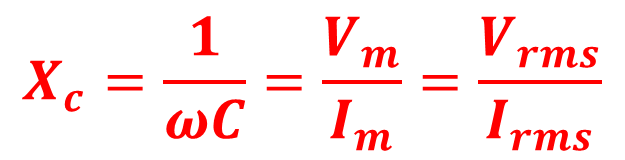 X_c = 1/ωC = V_m/I_m = V_rms/I_rms